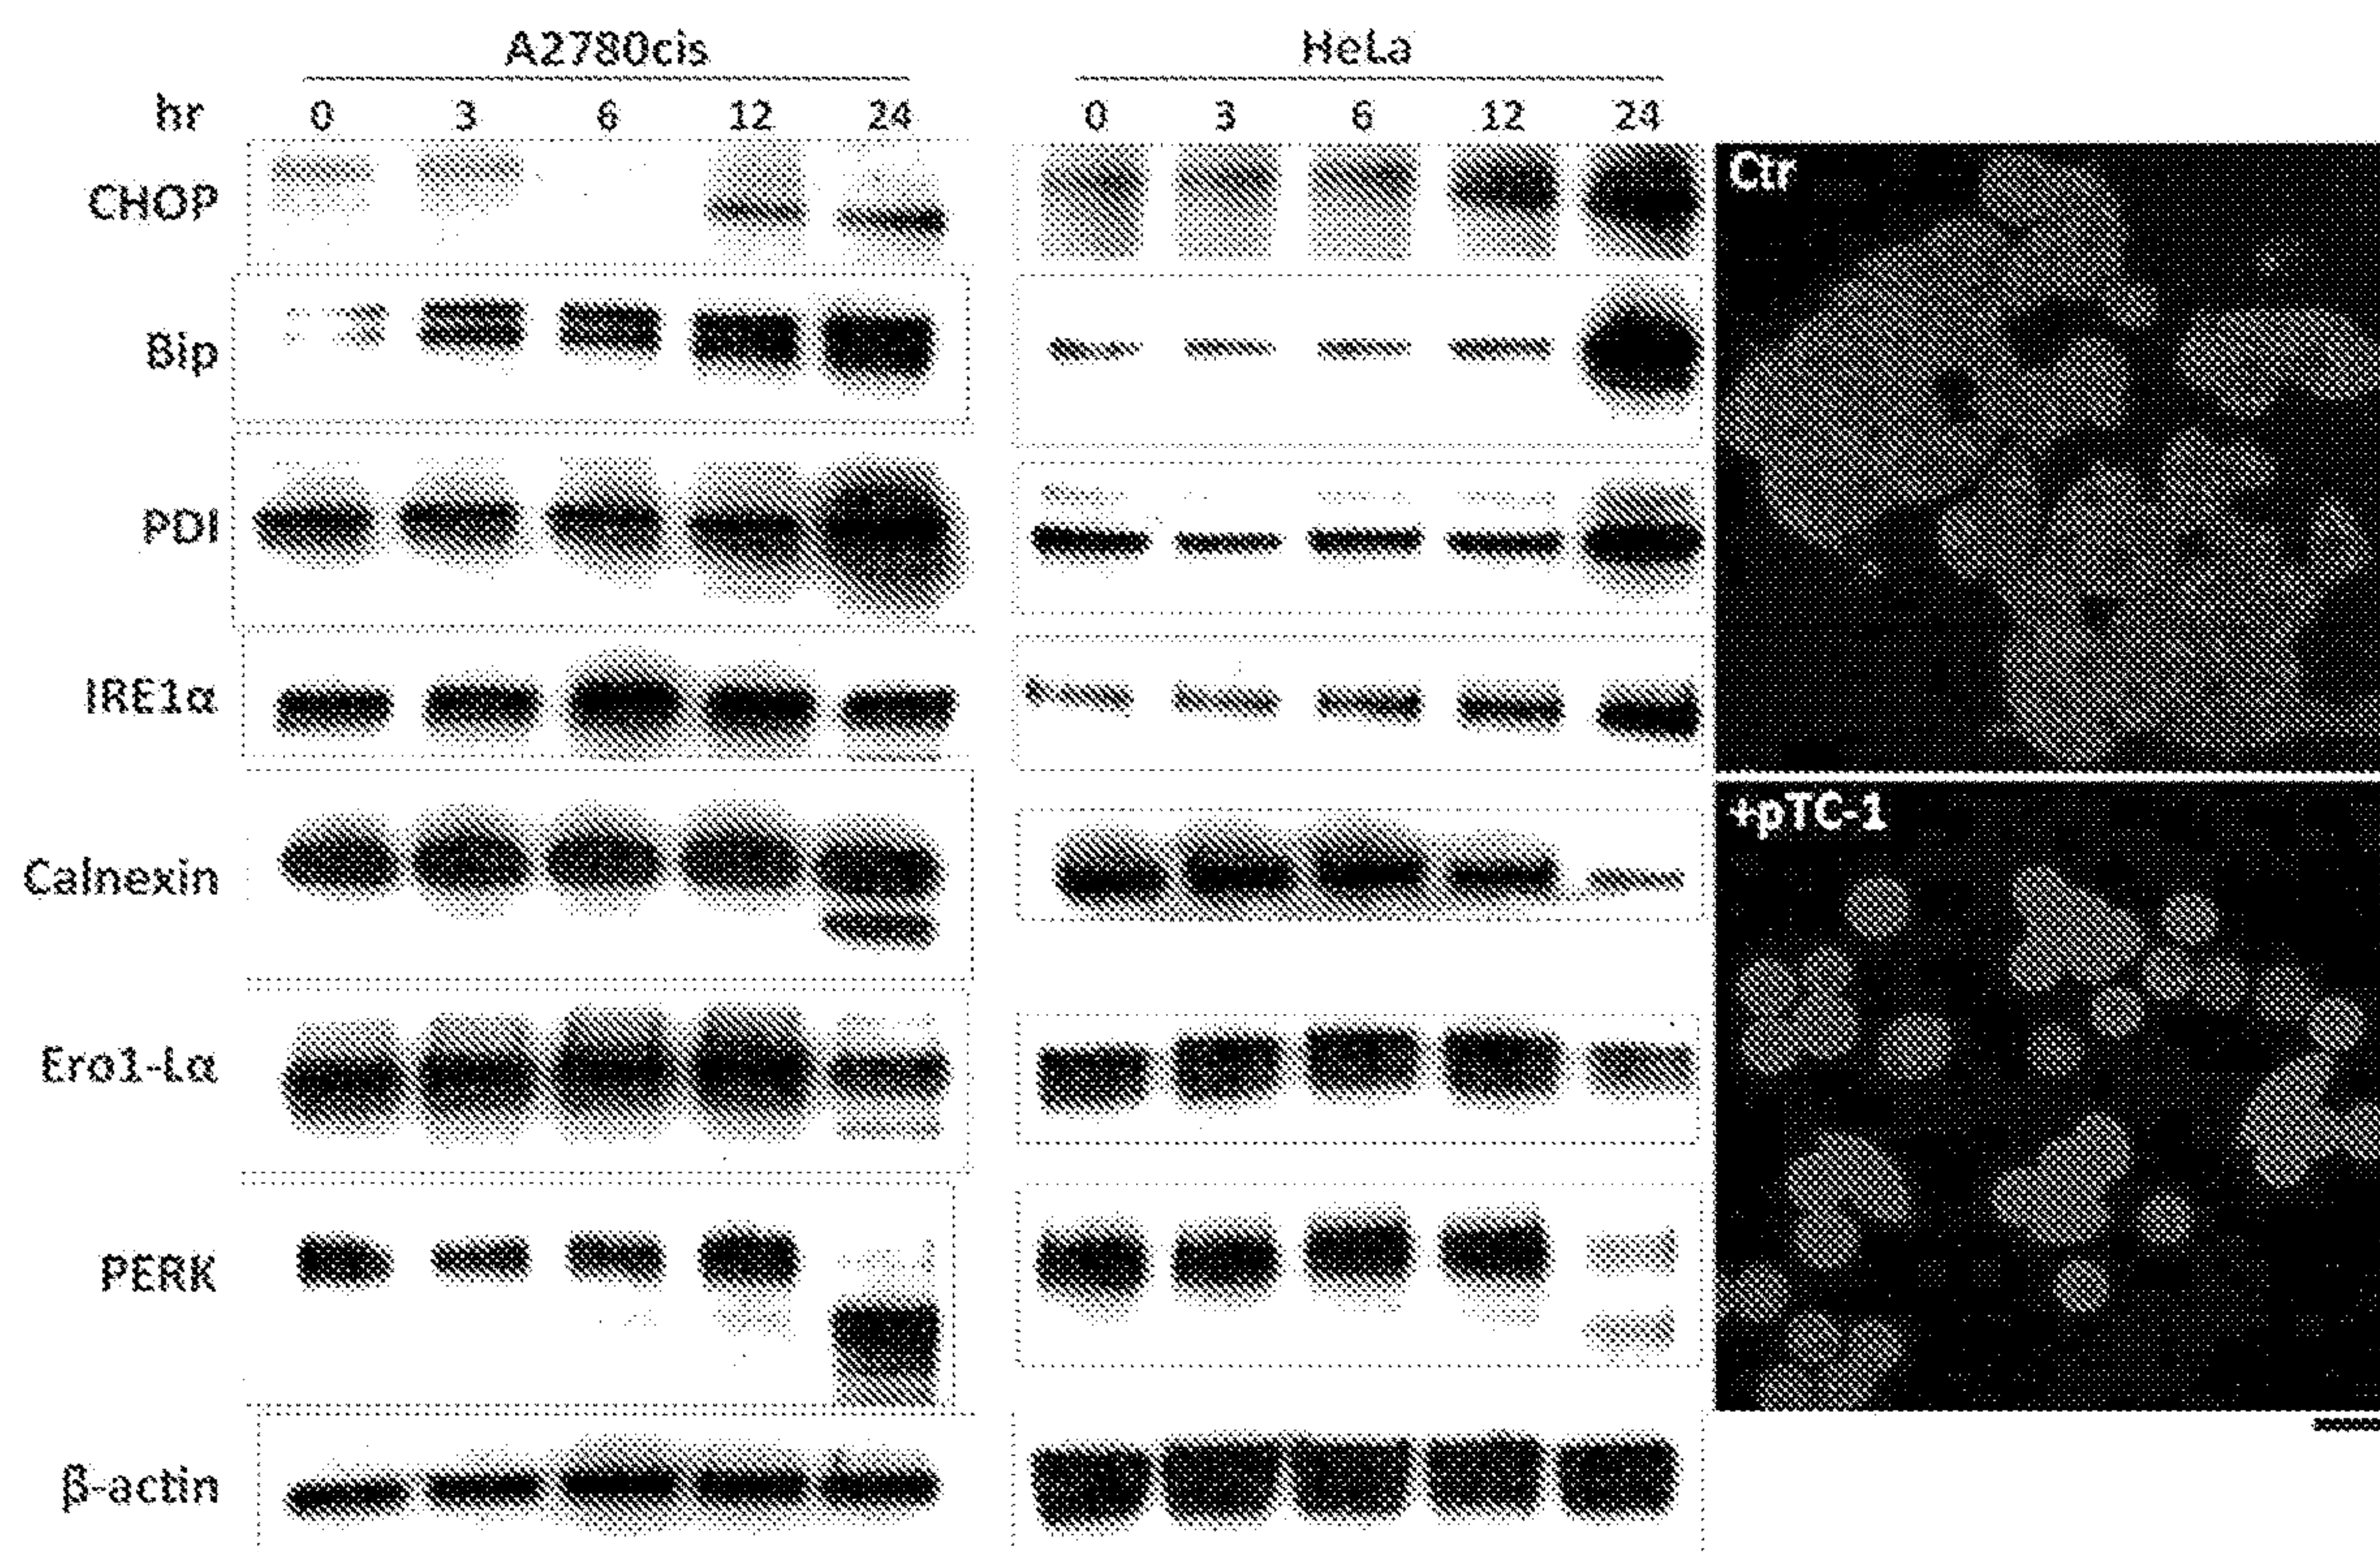 A2780cis HeLa
hr 0 3 6 12 24 0 3 6 12 24
Ctr
CHOP
Bip
PDI
IRE1α
+pTC-1
Calnexin
Ero1-Lα
PERK
β-actin